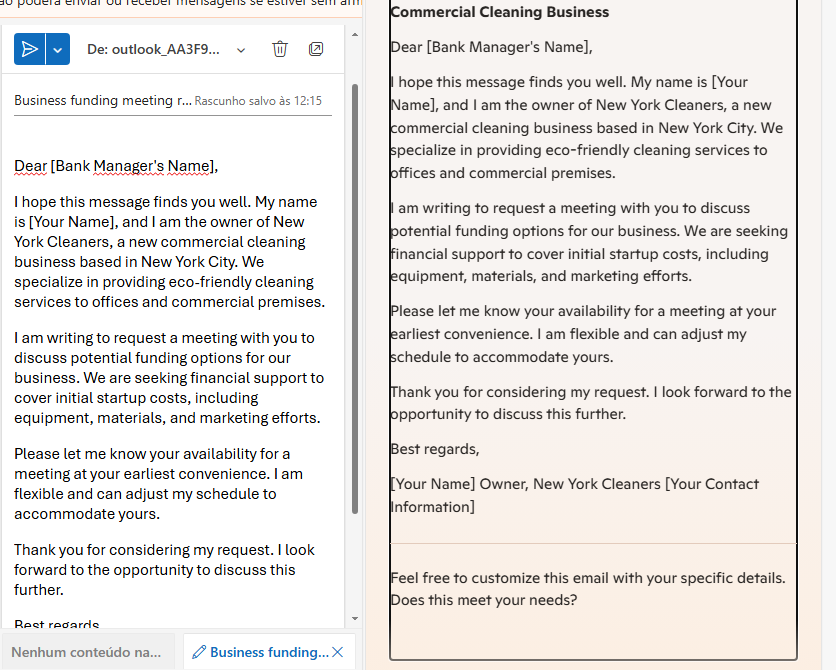 ão poderá enviar ou receber mensagens se estiver sem
De: outlook_AA3F9...
Business funding meeting r... Rascunho salvo às 12:15
Dear [Bank Manager's Name],
I hope this message finds you well. My name
is [Your Name], and I am the owner of New
York Cleaners, a new commercial cleaning
business based in New York City. We
specialize in providing eco-friendly cleaning
services to offices and commercial premises.
I am writing to request a meeting with you to
discuss potential funding options for our
business. We are seeking financial support to
cover initial startup costs, including
equipment, materials, and marketing efforts.
Please let me know your availability for a
meeting at your earliest convenience. I am
flexible and can adjust my schedule to
accommodate yours.
Thank you for considering my request. I look
forward to the opportunity to discuss this
further.
Best regards
Nenhum conteúdo na...
Business funding...
Commercial Cleaning Business
Dear [Bank Manager's Name],
I hope this message finds you well. My name is [Your
Name], and I am the owner of New York Cleaners, a new
commercial cleaning business based in New York City. We
specialize in providing eco-friendly cleaning services to
offices and commercial premises.
I am writing to request a meeting with you to discuss
potential funding options for our business. We are seeking
financial support to cover initial startup costs, including
equipment, materials, and marketing efforts.
Please let me know your availability for a meeting at your
earliest convenience. I am flexible and can adjust my
schedule to accommodate yours.
Thank you for considering my request. I look forward to the
opportunity to discuss this further.
Best regards,
[Your Name] Owner, New York Cleaners [Your Contact
Information]
Feel free to customize this email with your specific details.
Does this meet your needs?